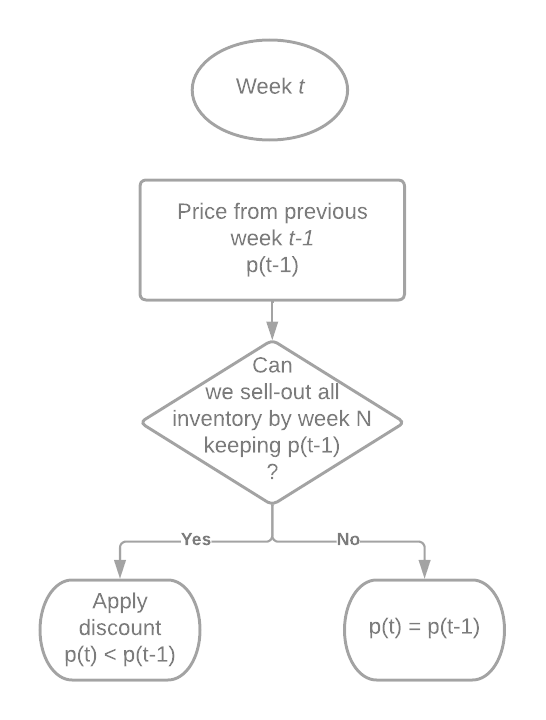 Week t
Price from previous
week t-1
p(t-1)
Can
we sell-out all
inventory by week N
keeping p(t-1)
?
Yes
No
Apply
discount
p(t) < p(t-1)
p(t) = p(t-1)